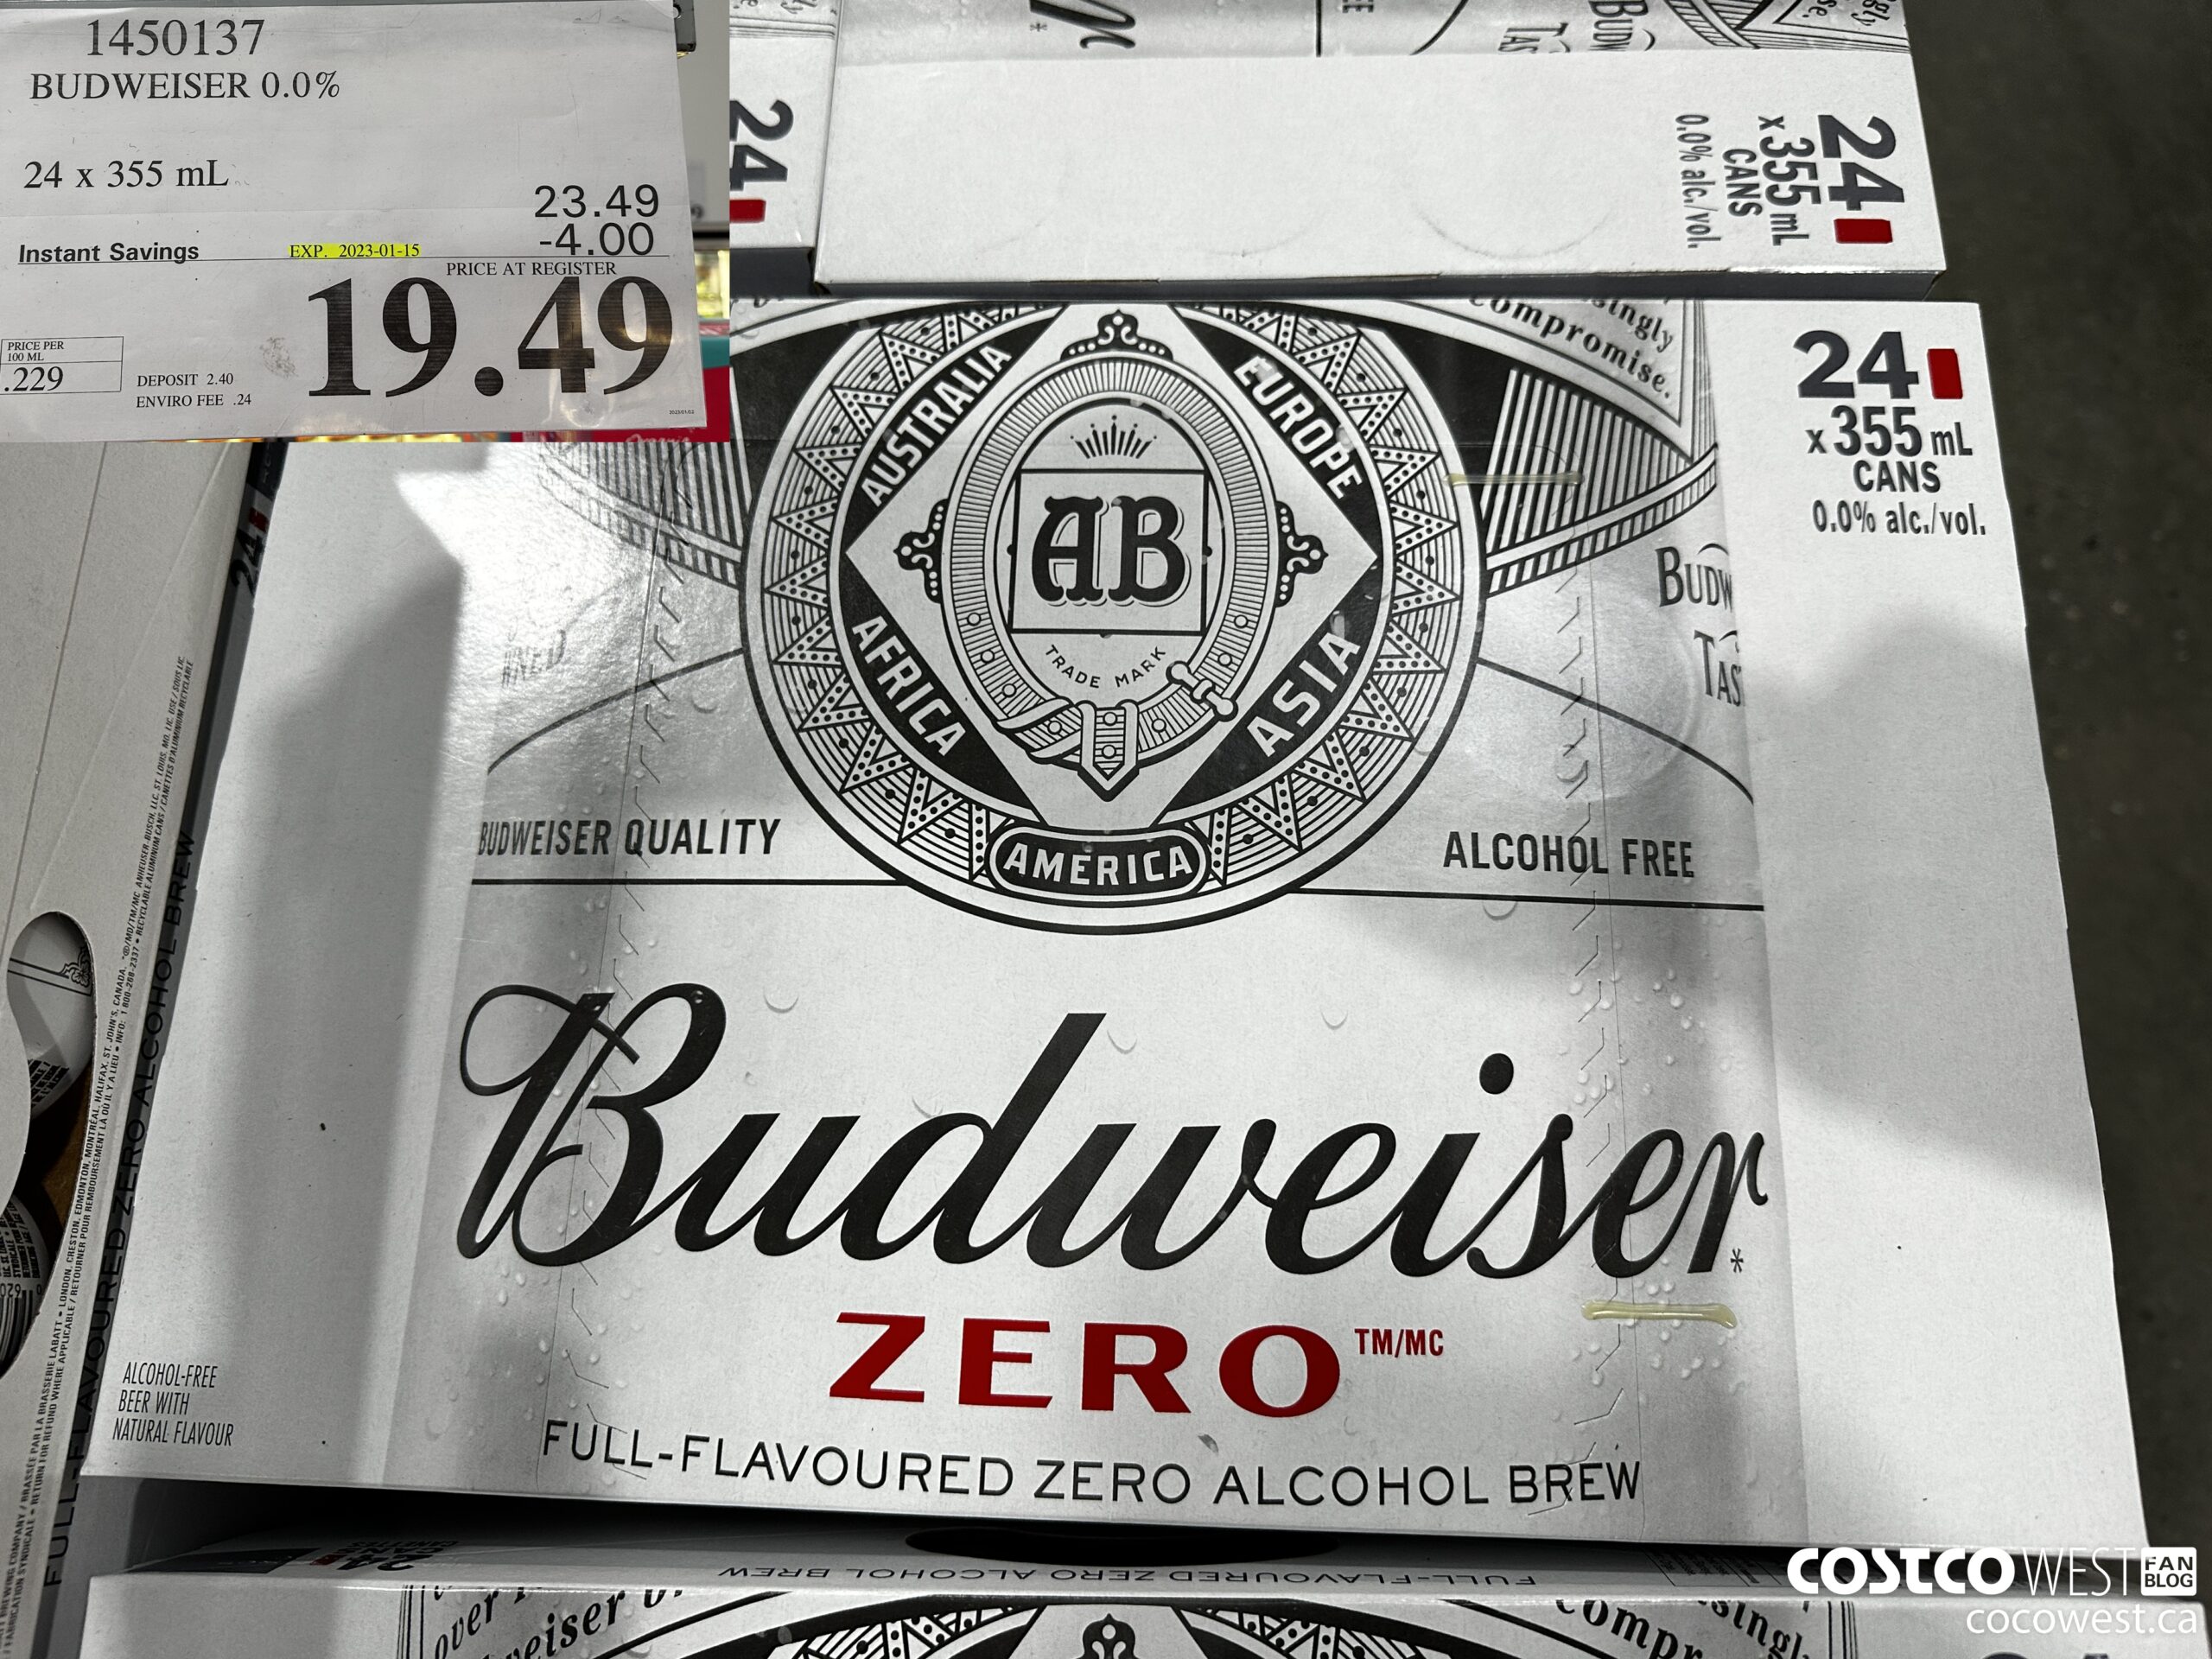 1450137
BUDWEISER 0.0%
24 x 355 mL
23.49
Instant Savings EXP. 2023-01-15 -4.00
PRICE AT REGISTER
19.49
PRICE PER
100 ML
.229
DEPOSIT 2.40
ENVIRO FEE .24
24
24
x 355 mL
CANS
0.0% alc./vol.
singly
compromise.
24
x 355 mL
CANS
0.0% alc./vol.
AUSTRALIA
EUROPE
AB
TRADE MARK
AFRICA
ASIA
AMERICA
BUDWEISER QUALITY
ALCOHOL FREE
Budweiser*
ZERO TM/MC
FULL-FLAVOURED ZERO ALCOHOL BREW
ALCOHOL-FREE
BEER WITH
NATURAL FLAVOUR
24
FULL-FLAVOURED ZERO ALCOHOL BREW
FULL-FLAVOURED ZERO ALCOHOL BREW
over
COSTCO WEST FAN BLOG
cocowest.ca